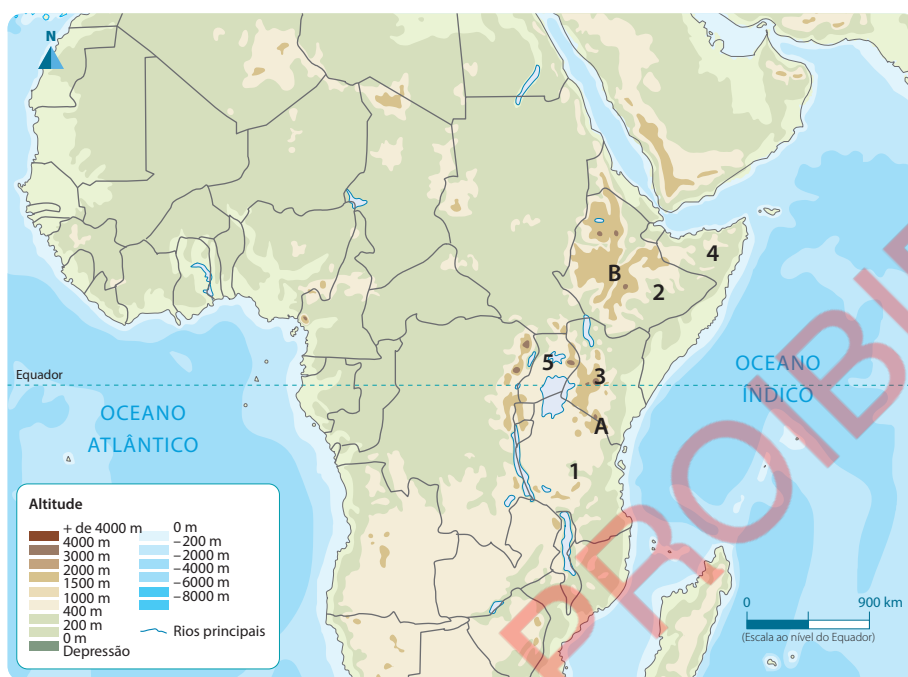 N
4
B
2
Equador
5
3
OCEANO
ÍNDICO
OCEANO
ATLÂNTICO
A
1
Altitude
+ de 4000 m
4000 m
3000 m
2000 m
1500 m
1000 m
400 m
200 m
0 m
Depressão
0 m
–200 m
–2000 m
–4000 m
–6000 m
–8000 m
Rios principais
0 900 km
(Escala ao nível do Equador)
PROIBI